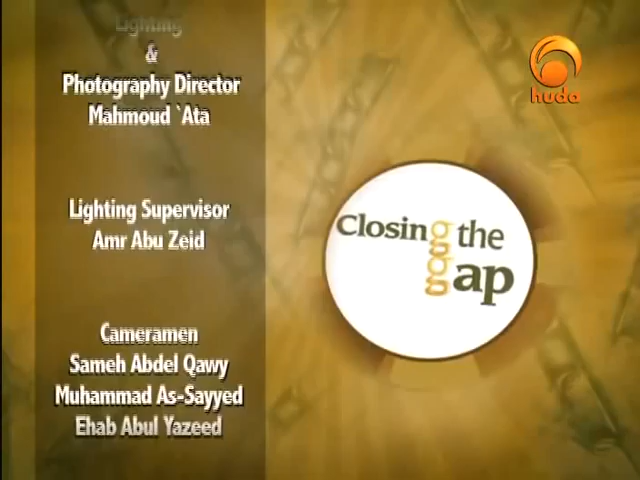 Lighting
&
Photography Director
Mahmoud `Ata
Lighting Supervisor
Amr Abu Zeid
Cameramen
Sameh Abdel Qawy
Muhammad As-Sayyed
Ehab Abul Yazeed
huda
Closing the
gap